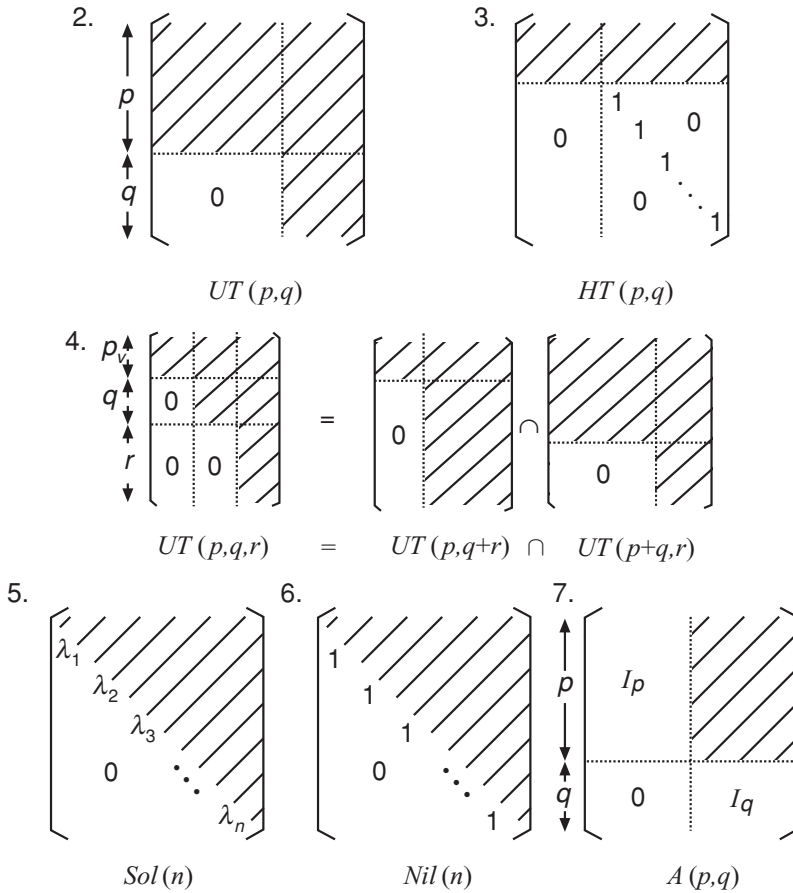 2.
p
q
0
UT (p,q)
3.
1
1
0
0
1
0
1
HT (p,q)
4.
p
v
q
r
0
0 0
=
0
∩
0
UT (p,q,r) = UT (p,q+r) ∩ UT (p+q,r)
5.
λ1
λ2
λ3
0
λn
Sol (n)
6.
1
1
1
0
1
Nil (n)
7.
p
q
Ip
0
Iq
A (p,q)